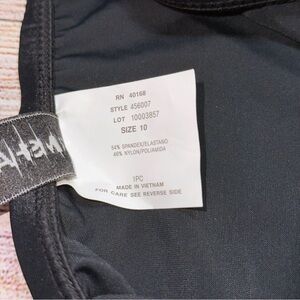 RN 40168
STYLE 456007
LOT 10003857
SIZE 10
54% SPANDEX/ELASTANO
46% NYLON/POLIAMIDA
1PC
MADE IN VIETNAM
FOR CARE SEE REVERSE SIDE